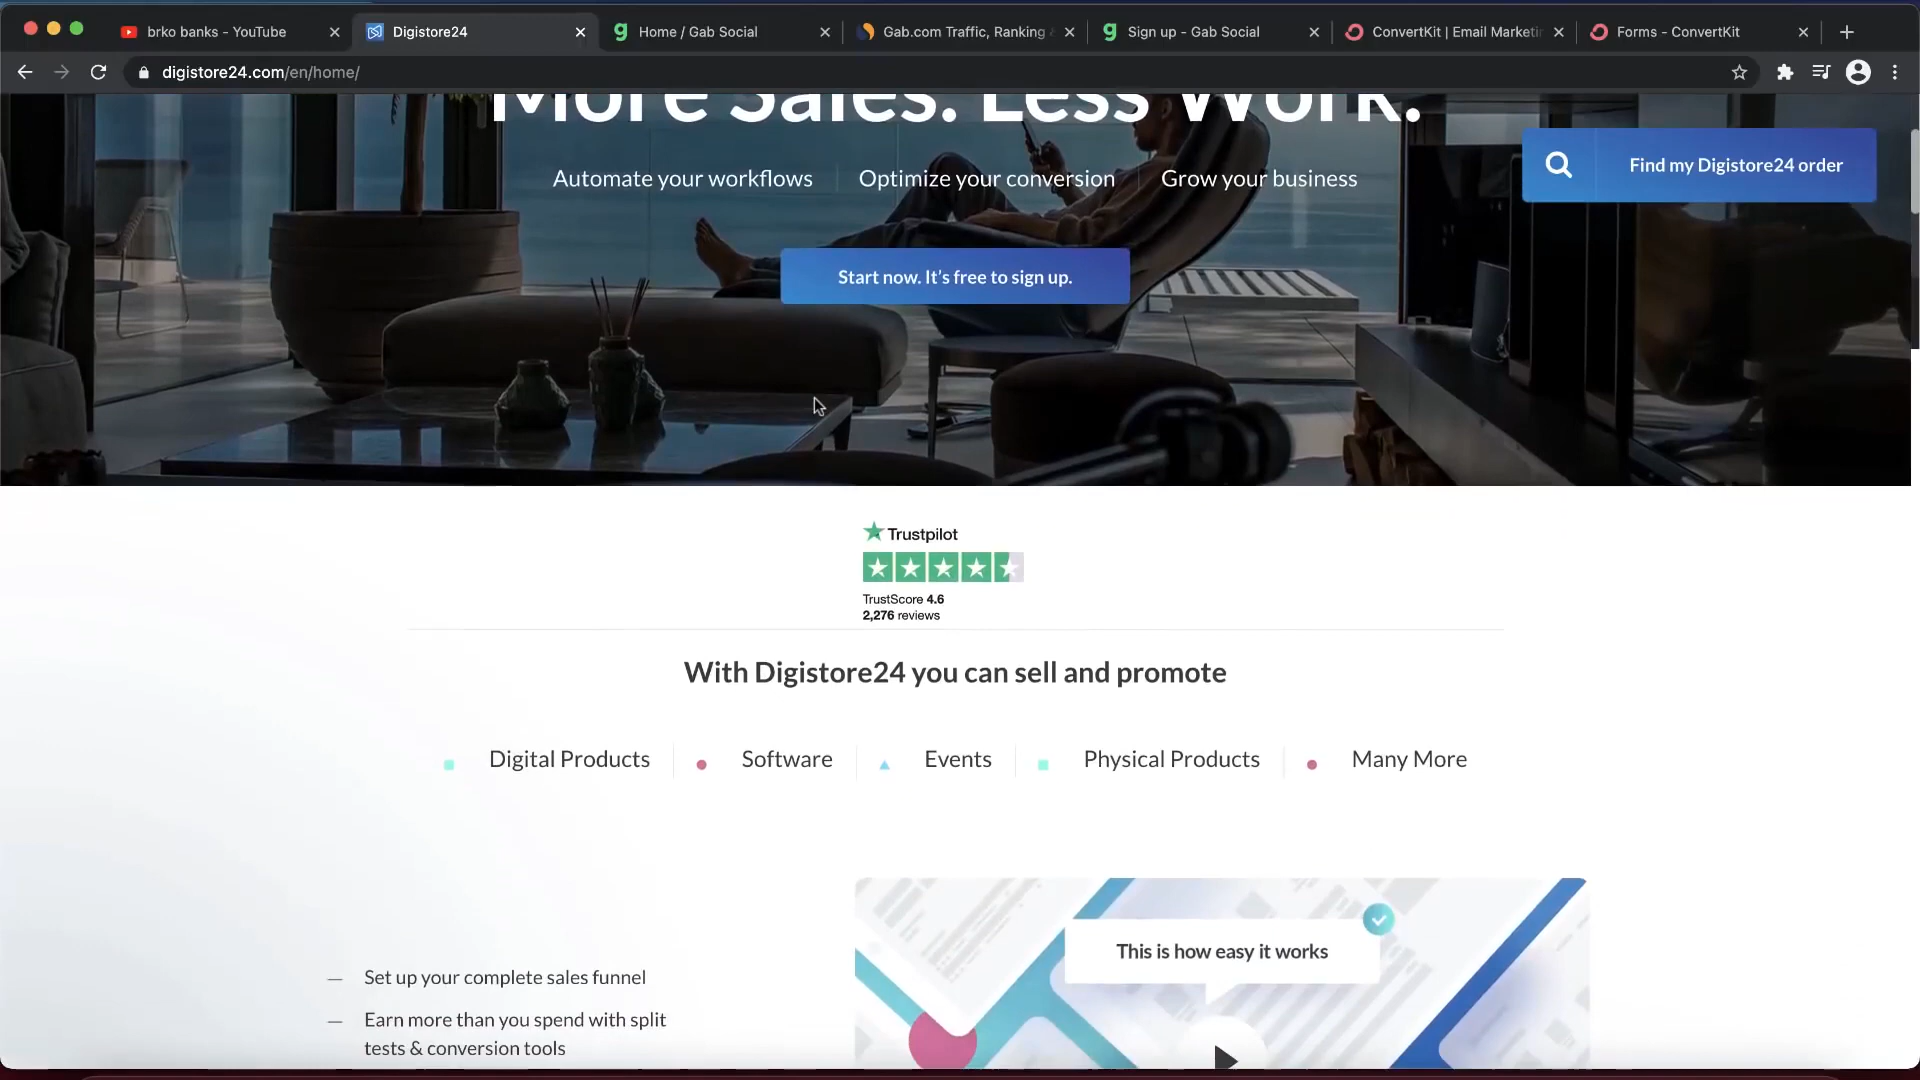 brko banks - YouTube
Digistore24
Home / Gab Social
Gab.com Traffic, Ranking
Sign up - Gab Social
ConvertKit | Email Marketi
Forms - ConvertKit
digistore24.com/en/home/
More Sales. Less Work.
Find my Digistore24 order
Automate your workflows
Optimize your conversion
Grow your business
Start now. It's free to sign up.
Trustpilot
TrustScore 4.6
2,276 reviews
With Digistore24 you can sell and promote
Digital Products
Software
Events
Physical Products
Many More
This is how easy it works
— Set up your complete sales funnel
— Earn more than you spend with split
tests & conversion tools